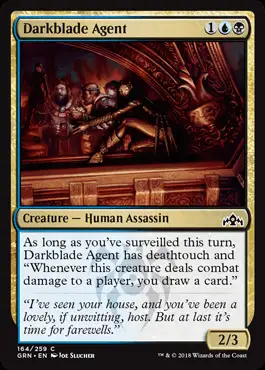 Darkblade Agent 1
Creature — Human Assassin
As long as you've surveilled this turn,
Darkblade Agent has deathtouch and
"Whenever this creature deals combat
damage to a player, you draw a card."
"I've seen your house, and you've been a
lovely, if unwitting, host. But at last it's
time for farewells."
2/3
164/259 C
GRN • EN Joe Slucher
™ & © 2018 Wizards of the Coast